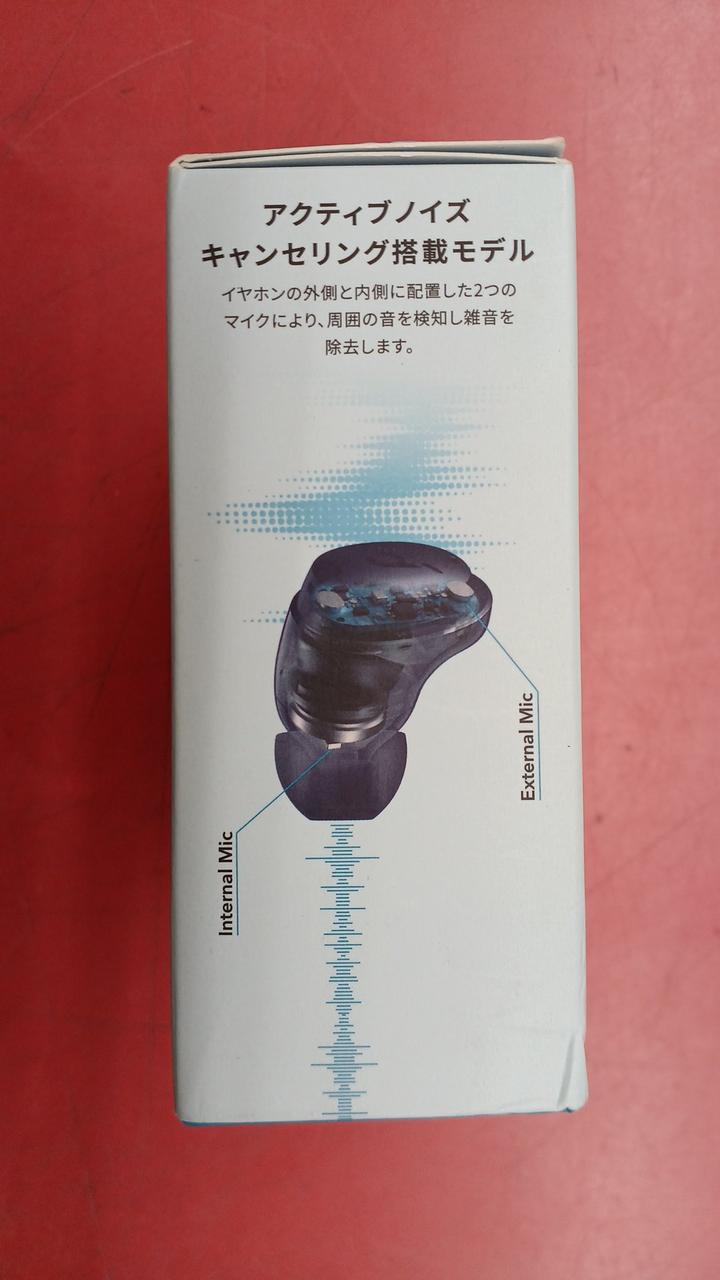 アクティブノイズ
キャンセリング搭載モデル
イヤホンの外側と内側に配置した2つの
マイクにより、周囲の音を検知し雑音を
除去します。
External Mic
Internal Mic